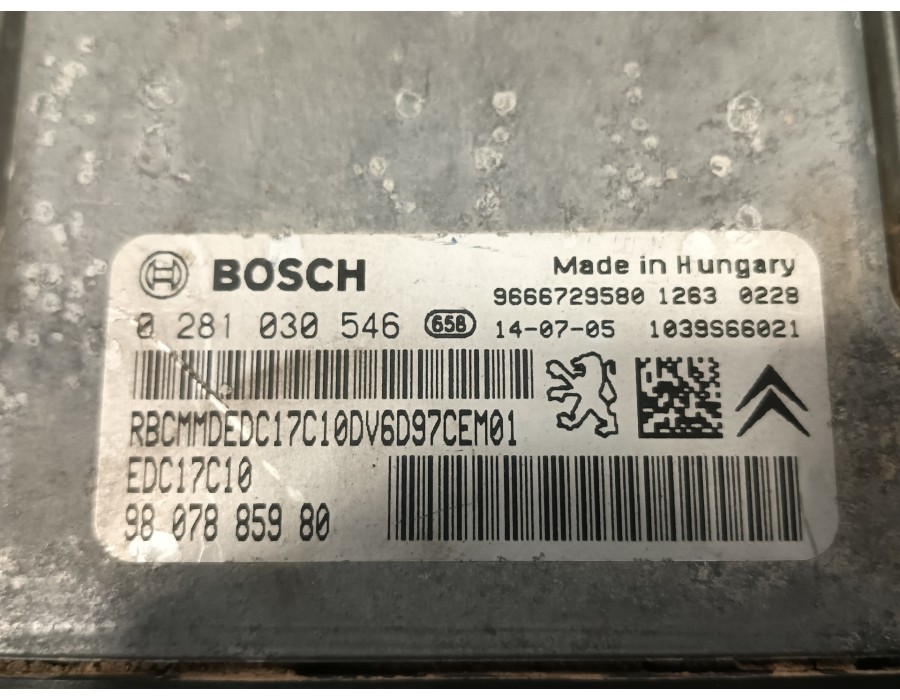 BOSCH
Made in Hungary
9666729580 1263 0228
0 281 030 546 658 14-07-05 1039S66021
RBCMMDEDC17C10DV6D97CEM01
EDC17C10
98 078 859 80